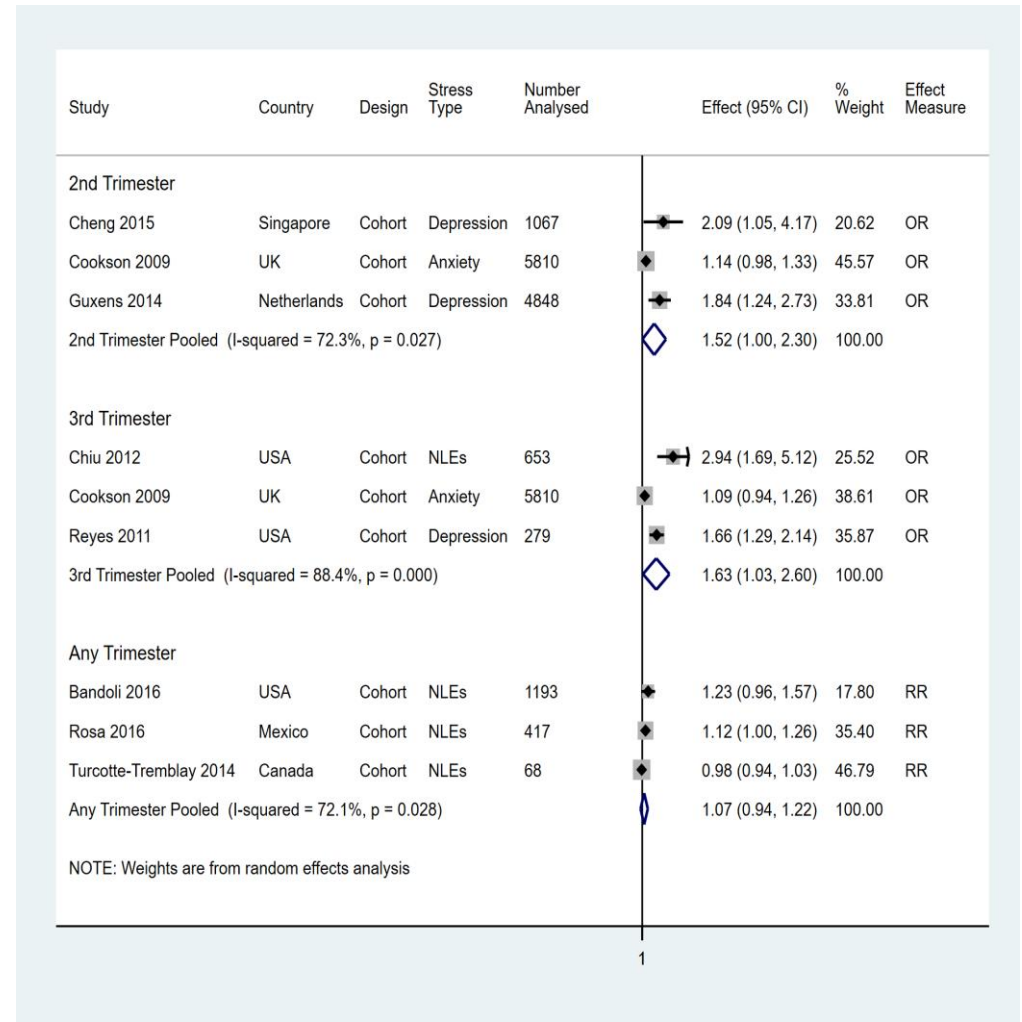 Study Country Design Stress Type Number Analysed Effect (95% CI) % Weight Effect Measure
2nd Trimester
Cheng 2015 Singapore Cohort Depression 1067 2.09 (1.05, 4.17) 20.62 OR
Cookson 2009 UK Cohort Anxiety 5810 1.14 (0.98, 1.33) 45.57 OR
Guxens 2014 Netherlands Cohort Depression 4848 1.84 (1.24, 2.73) 33.81 OR
2nd Trimester Pooled (I-squared = 72.3%, p = 0.027) 1.52 (1.00, 2.30) 100.00
3rd Trimester
Chiu 2012 USA Cohort NLEs 653 2.94 (1.69, 5.12) 25.52 OR
Cookson 2009 UK Cohort Anxiety 5810 1.09 (0.94, 1.26) 38.61 OR
Reyes 2011 USA Cohort Depression 279 1.66 (1.29, 2.14) 35.87 OR
3rd Trimester Pooled (I-squared = 88.4%, p = 0.000) 1.63 (1.03, 2.60) 100.00
Any Trimester
Bandoli 2016 USA Cohort NLEs 1193 1.23 (0.96, 1.57) 17.80 RR
Rosa 2016 Mexico Cohort NLEs 417 1.12 (1.00, 1.26) 35.40 RR
Turcotte-Tremblay 2014 Canada Cohort NLEs 68 0.98 (0.94, 1.03) 46.79 RR
Any Trimester Pooled (I-squared = 72.1%, p = 0.028) 1.07 (0.94, 1.22) 100.00
NOTE: Weights are from random effects analysis
1